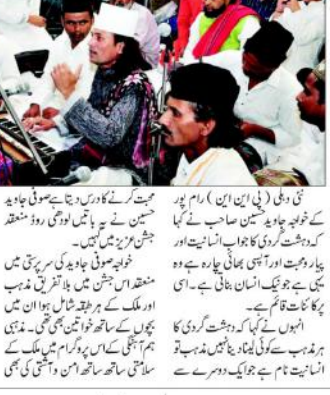 نئی دہلی (پی این این) رام پور
کے خواجہ جاوید حسین صاحب نے کہا
کہ دہشت گردی کا جواب انسانیت اور
پیار و محبت اور آپسی بھائی چارہ ہے وہ
یہی ہے جو نیک انسان بناتی ہے۔ اسی
پر کائنات قائم ہے۔
انہوں نے کہا کہ دہشت گردی کا
ہر مذہب سے کوئی لینا دینا نہیں مذہب تو
انسانیت نام ہے جو ایک دوسرے سے
محبت کرنے کا درس دیتا ہے صوفی جاوید
حسین نے یہ باتیں لودھی روڈ منعقد
جشن عزیز میں کہیں۔
خواجہ صوفی جاوید کی سرپرستی میں
منعقد اس جشن میں بلا تفریق مذہب
اور ملک کے ہر طبقہ شامل ہوا ان میں
بچوں کے ساتھ خواتین بھی تھی۔ مذہبی
ہم آہنگی کے اس پروگرام میں ملک کے
سلامتی ساتھ ساتھ امن و آشتی کی بھی